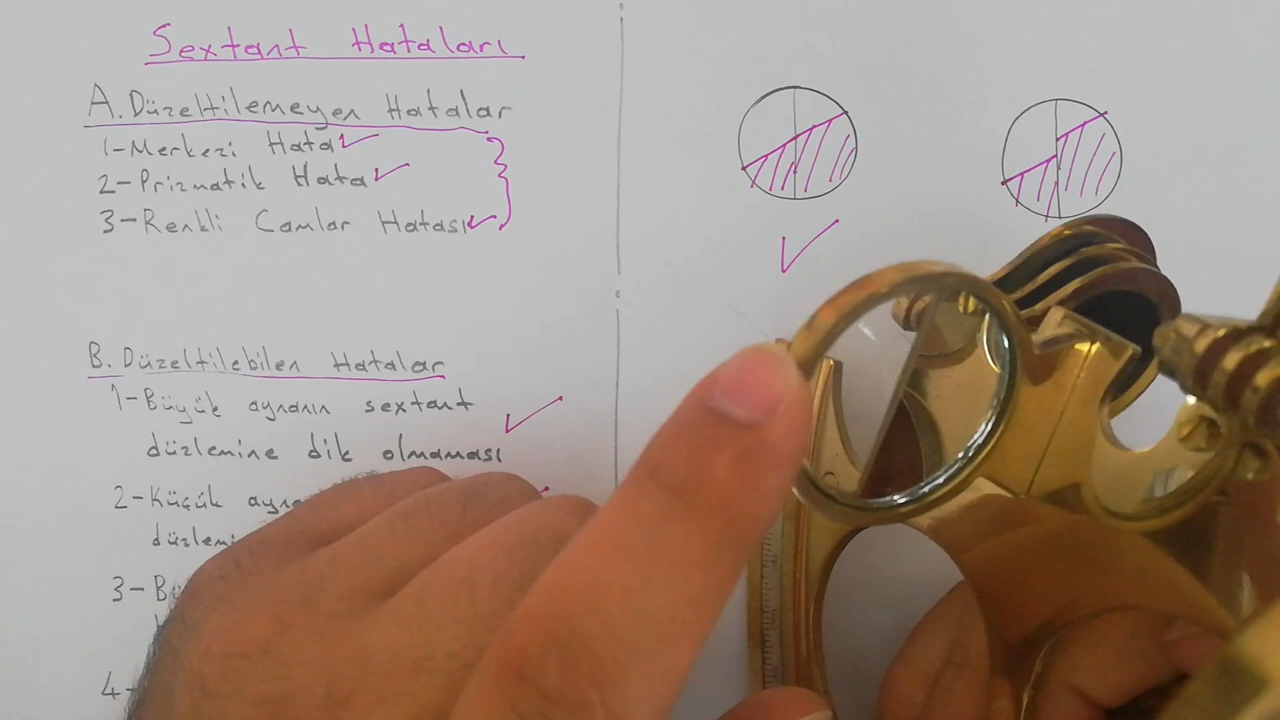 Sextant Hataları
A. Düzeltilemeyen Hatalar
1-Merkezi Hata
2-Prizmatik Hata
3-Renkli Camlar Hatası
B. Düzeltilebilen Hatalar
1-Büyük aynanın sextant
düzlemine dik olmaması
2-Küçük
3-
4-